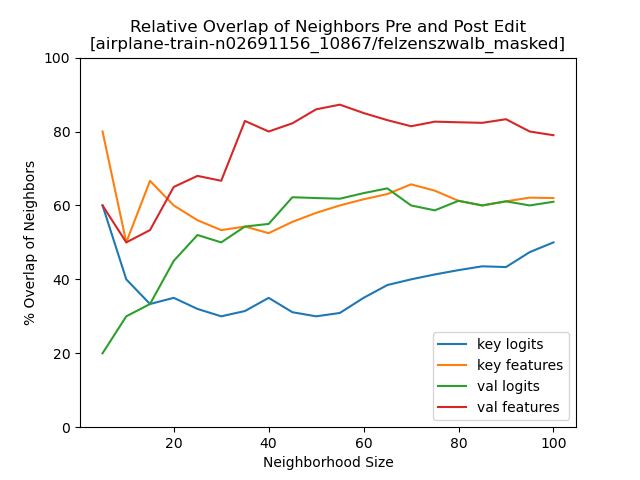 Relative Overlap of Neighbors Pre and Post Edit
[airplane-train-n02691156_10867/felzenszwalb_masked]
100
80
60
40
20
0
% Overlap of Neighbors
key logits
key features
val logits
val features
20 40 60 80 100
Neighborhood Size